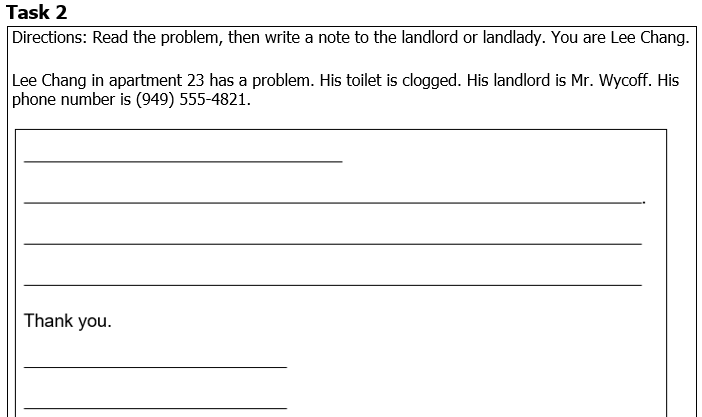 Task 2
Directions: Read the problem, then write a note to the landlord or landlady. You are Lee Chang.
Lee Chang in apartment 23 has a problem. His toilet is clogged. His landlord is Mr. Wycoff. His
phone number is (949) 555-4821.
.
Thank you.